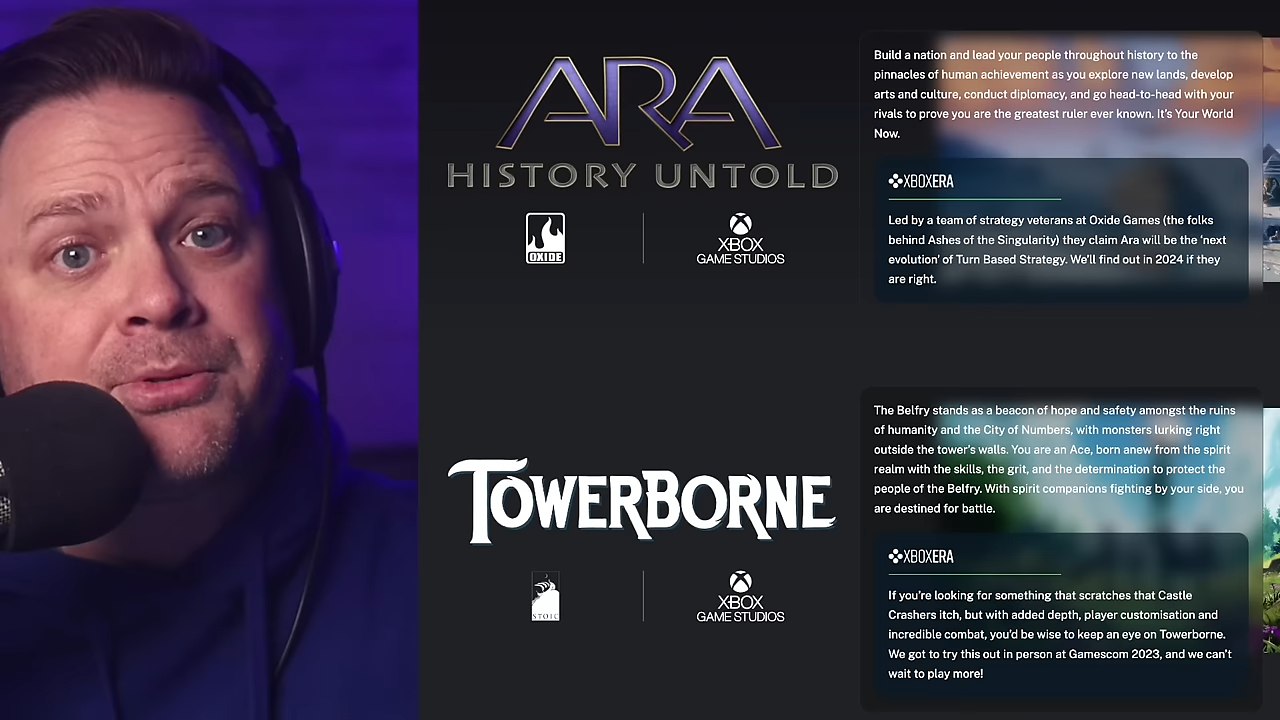 ARA
HISTORY UNTOLD
OXIDE
XBOX
GAME STUDIOS
Build a nation and lead your people throughout history to the
pinnacles of human achievement as you explore new lands, develop
arts and culture, conduct diplomacy, and go head-to-head with your
rivals to prove you are the greatest ruler ever known. It's Your World
Now.
XBOXERA
Led by a team of strategy veterans at Oxide Games (the folks
behind Ashes of the Singularity) they claim Ara will be the ‘next
evolution’ of Turn Based Strategy. We’ll find out in 2024 if they
are right.
TOWERBORNE
STOIC
XBOX
GAME STUDIOS
The Belfry stands as a beacon of hope and safety amongst the ruins
of humanity and the City of Numbers, with monsters lurking right
outside the tower's walls. You are an Ace, born anew from the spirit
realm with the skills, the grit, and the determination to protect the
people of the Belfry. With spirit companions fighting by your side, you
are destined for battle.
XBOXERA
If you’re looking for something that scratches that Castle
Crashers itch, but with added depth, player customisation and
incredible combat, you’d be wise to keep an eye on Towerborne.
We got to try this out in person at Gamescom 2023, and we can’t
wait to play more!